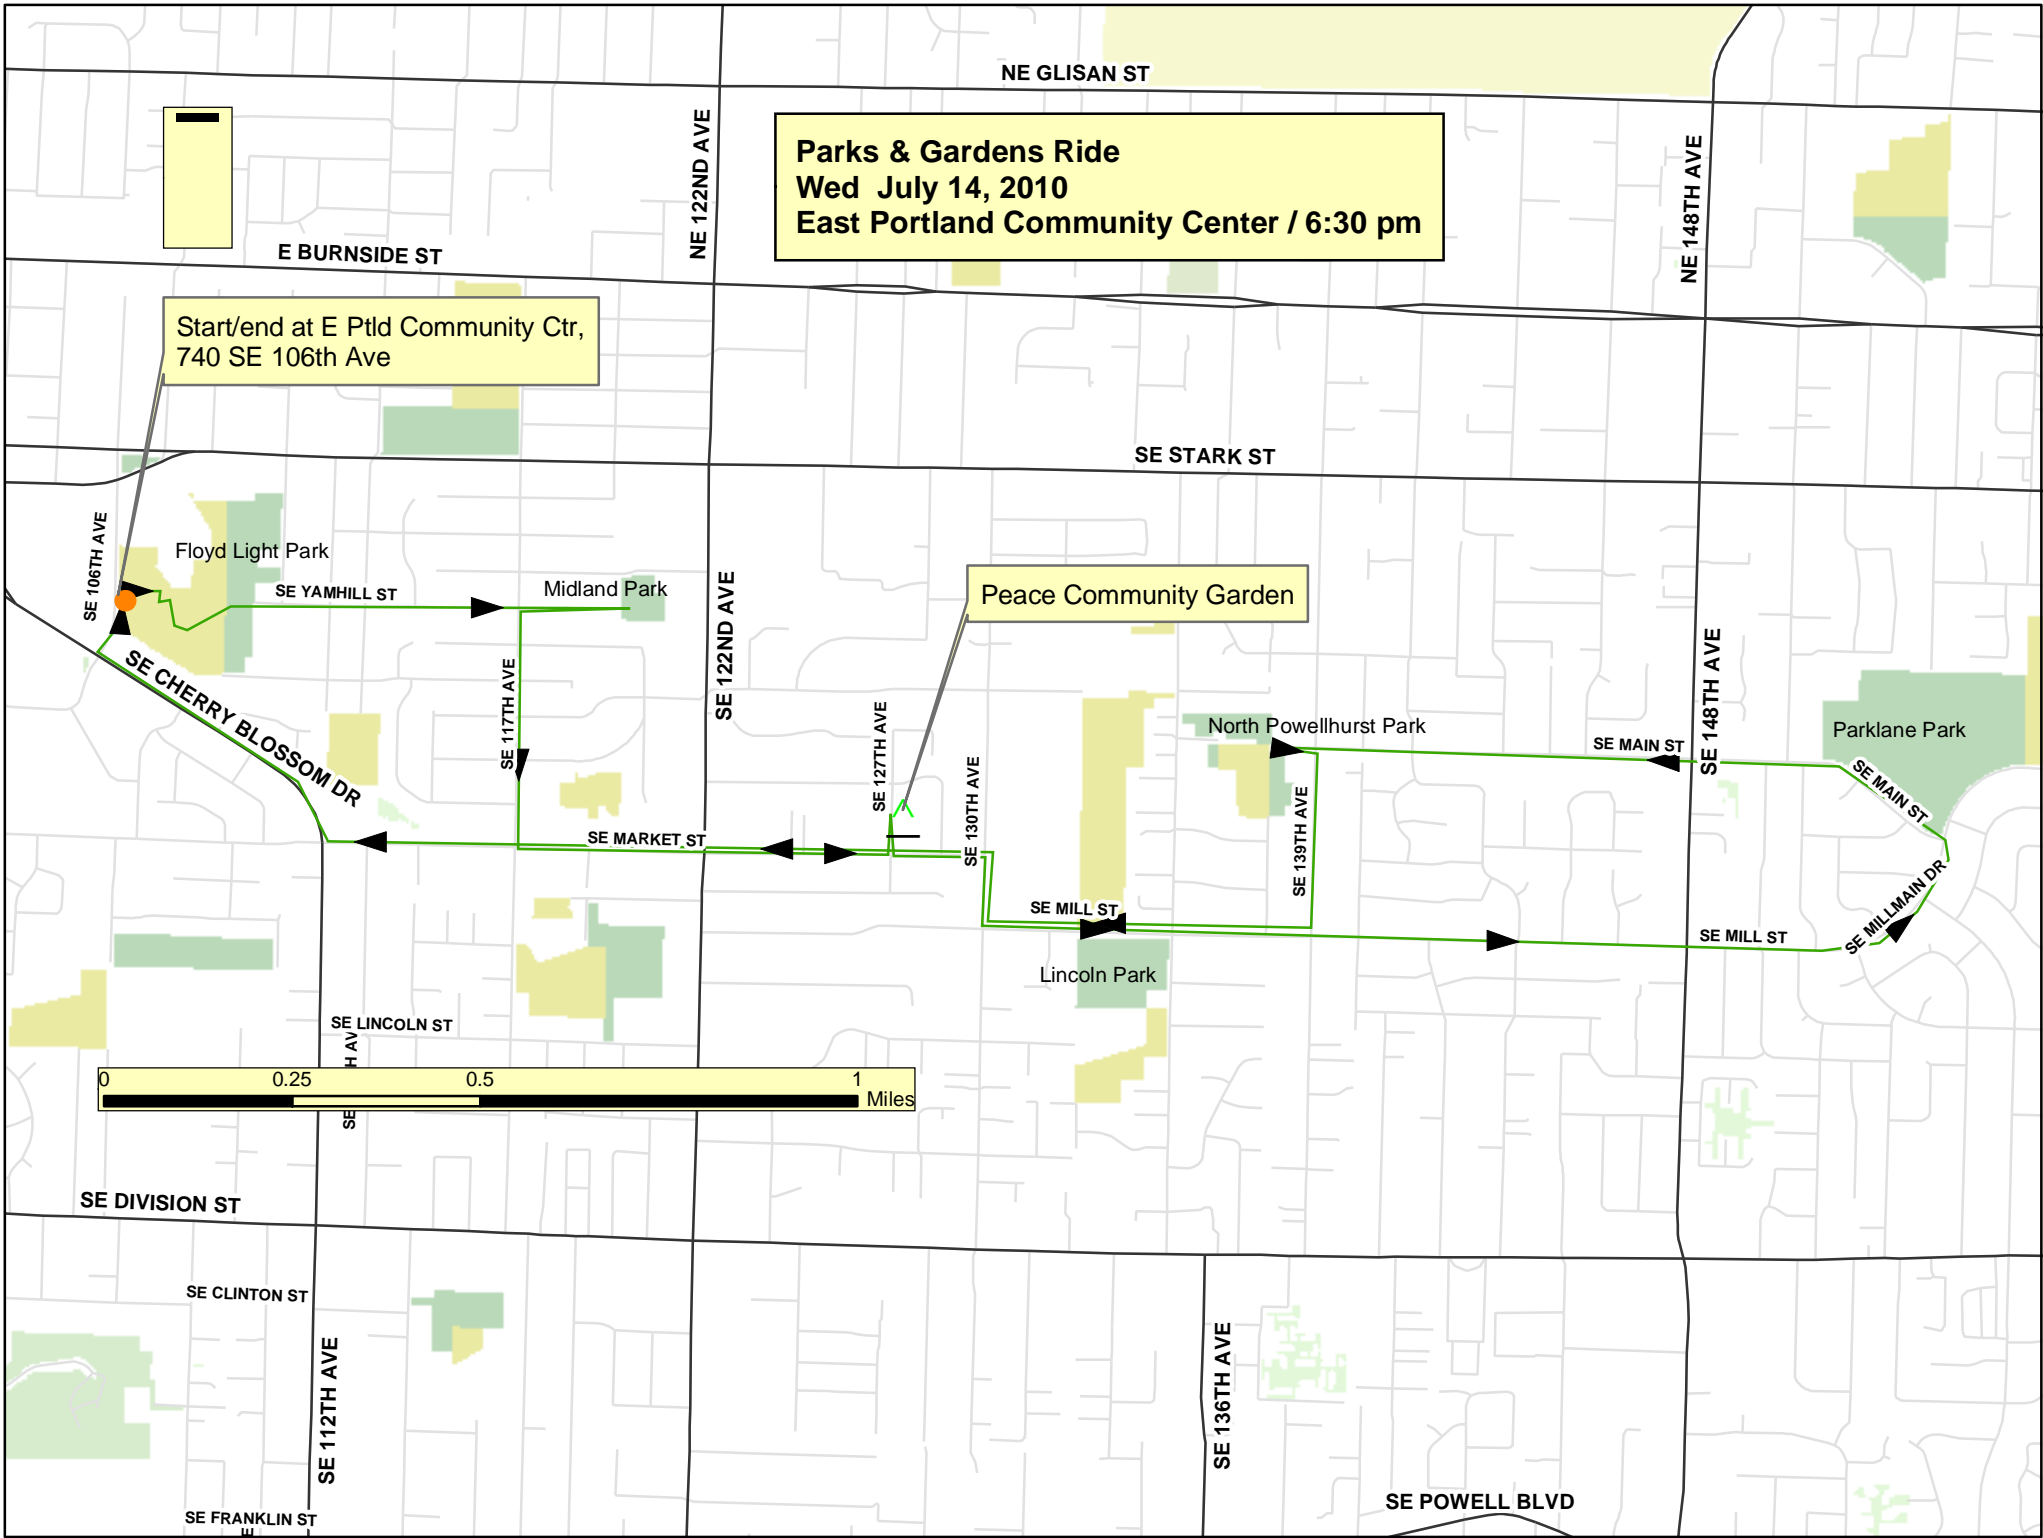 NE GLISAN ST
NE 122ND AVE
Parks & Gardens Ride
Wed  July 14, 2010
East Portland Community Center / 6:30 pm
NE 148TH AVE
E BURNSIDE ST
Start/end at E Ptld Community Ctr,
740 SE 106th Ave
SE STARK ST
SE 106TH AVE
Floyd Light Park
SE YAMHILL ST
Midland Park
SE 122ND AVE
Peace Community Garden
SE CHERRY BLOSSOM DR
SE 117TH AVE
SE 127TH AVE
SE 130TH AVE
North Powellhurst Park
SE 139TH AVE
SE MAIN ST
SE 148TH AVE
Parklane Park
SE MAIN ST
SE MARKET ST
SE MILL ST
SE MILL ST
SE MILLMAIN DR
Lincoln Park
SE LINCOLN ST
SE
H AV
0 0.25 0.5 1
Miles
SE DIVISION ST
SE CLINTON ST
SE 112TH AVE
SE 136TH AVE
SE POWELL BLVD
SE FRANKLIN ST
E